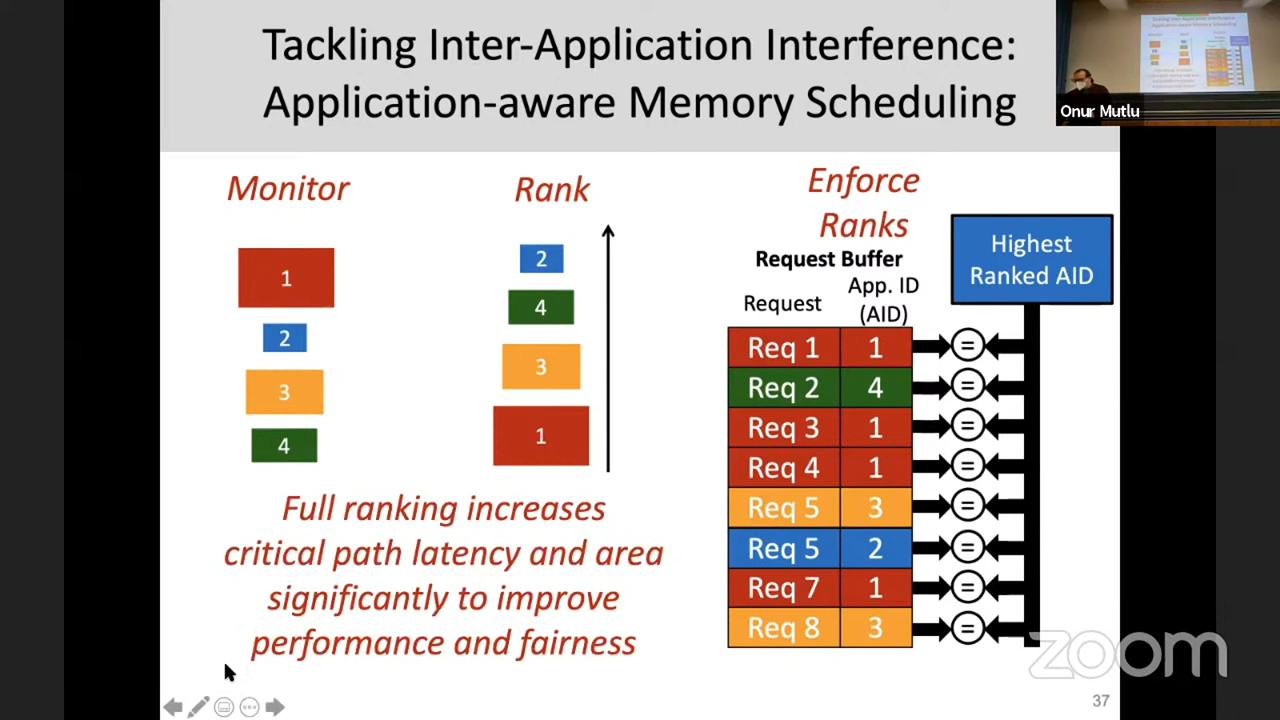 Tackling Inter-Application Interference:
Application-aware Memory Scheduling
Onur Mutlu
Monitor
1
2
3
4
Rank
2
4
3
1
Full ranking increases
critical path latency and area
significantly to improve
performance and fairness
Enforce
Ranks
Request Buffer
Request
App. ID
(AID)
Req 1 1 =
Req 2 4 =
Req 3 1 =
Req 4 1 =
Req 5 3 =
Req 5 2 =
Req 7 1 =
Req 8 3 =
Highest
Ranked AID
zoom
37